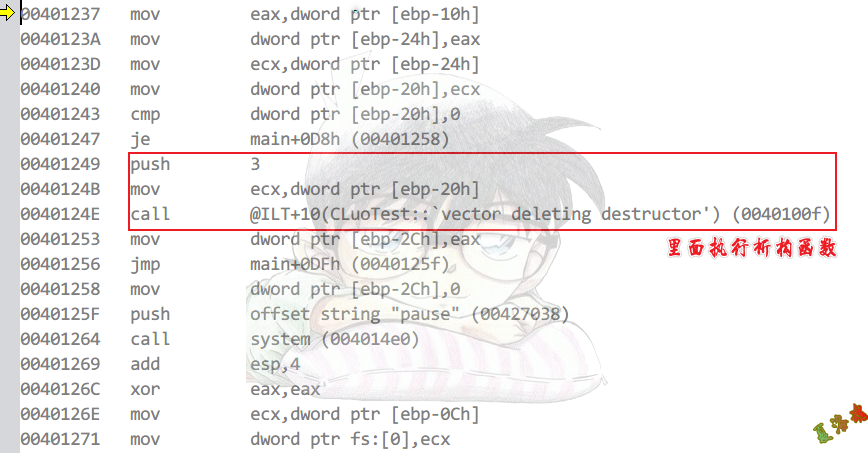 00401237 mov eax,dword ptr [ebp-10h]
0040123A mov dword ptr [ebp-24h],eax
0040123D mov ecx,dword ptr [ebp-24h]
00401240 mov dword ptr [ebp-20h],ecx
00401243 cmp dword ptr [ebp-20h],0
00401247 je main+0D8h (00401258)
00401249 push 3
0040124B mov ecx,dword ptr [ebp-20h]
0040124E call @ILT+10(CLuoTest::`vector deleting destructor') (0040100f)
00401253 mov dword ptr [ebp-2Ch],eax
里面执行析构函数
00401256 jmp main+0DFh (0040125f)
00401258 mov dword ptr [ebp-2Ch],0
0040125F push offset string "pause" (00427038)
00401264 call system (004014e0)
00401269 add esp,4
0040126C xor eax,eax
0040126E mov ecx,dword ptr [ebp-0Ch]
00401271 mov dword ptr fs:[0],ecx